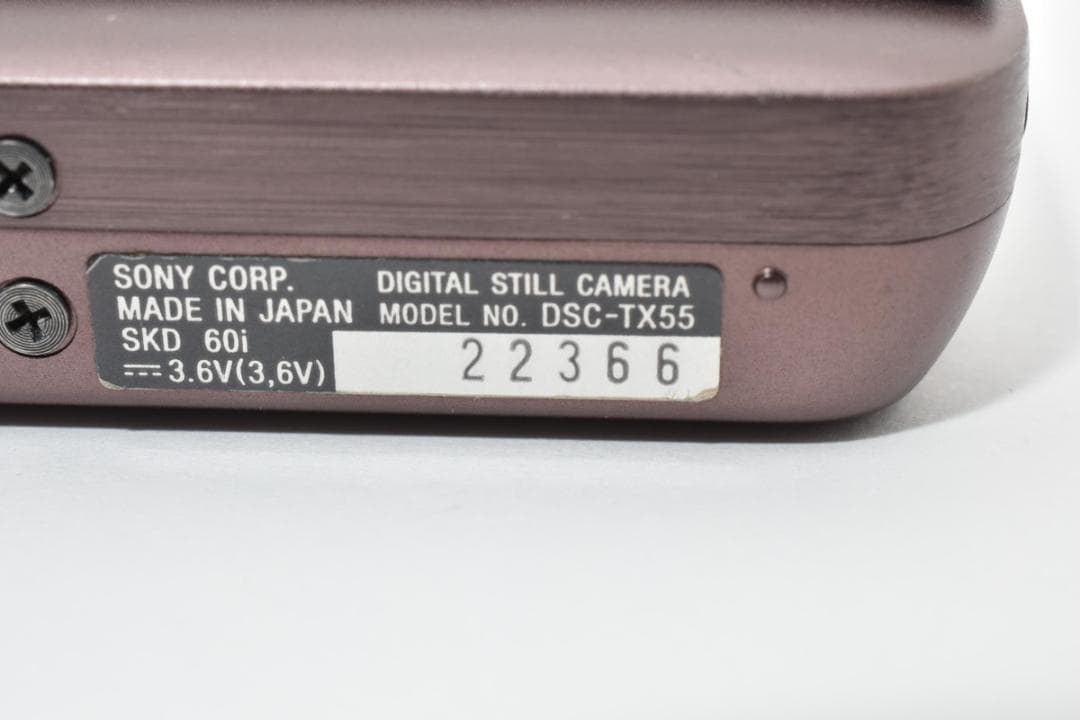 SONY CORP. DIGITAL STILL CAMERA
MADE IN JAPAN MODEL NO. DSC-TX55
SKD 60i
⎓ 3.6V(3,6V) 22366